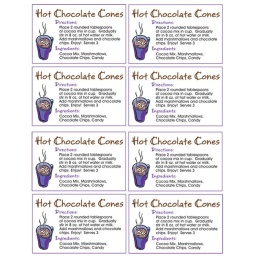 Hot Chocolate Cones
Directions:
Place 2 rounded tablespoons
of cocoa mix in cup. Gradually
stir in 8 oz. of hot water or milk.
Add marshmallows and chocolate
chips. Enjoy! Serves 3
Ingredients:
Cocoa Mix, Marshmallows,
Chocolate Chips, Candy
Hot Chocolate Cones
Directions:
Place 2 rounded tablespoons
of cocoa mix in cup. Gradually
stir in 8 oz. of hot water or milk.
Add marshmallows and chocolate
chips. Enjoy! Serves 3
Ingredients:
Cocoa Mix, Marshmallows,
Chocolate Chips, Candy
Hot Chocolate Cones
Directions:
Place 2 rounded tablespoons
of cocoa mix in cup. Gradually
stir in 8 oz. of hot water or milk.
Add marshmallows and chocolate
chips. Enjoy! Serves 3
Ingredients:
Cocoa Mix, Marshmallows,
Chocolate Chips, Candy
Hot Chocolate Cones
Directions:
Place 2 rounded tablespoons
of cocoa mix in cup. Gradually
stir in 8 oz. of hot water or milk.
Add marshmallows and chocolate
chips. Enjoy! Serves 3
Ingredients:
Cocoa Mix, Marshmallows,
Chocolate Chips, Candy
Hot Chocolate Cones
Directions:
Place 2 rounded tablespoons
of cocoa mix in cup. Gradually
stir in 8 oz. of hot water or milk.
Add marshmallows and chocolate
chips. Enjoy! Serves 3
Ingredients:
Cocoa Mix, Marshmallows,
Chocolate Chips, Candy
Hot Chocolate Cones
Directions:
Place 2 rounded tablespoons
of cocoa mix in cup. Gradually
stir in 8 oz. of hot water or milk.
Add marshmallows and chocolate
chips. Enjoy! Serves 3
Ingredients:
Cocoa Mix, Marshmallows,
Chocolate Chips, Candy
Hot Chocolate Cones
Directions:
Place 2 rounded tablespoons
of cocoa mix in cup. Gradually
stir in 8 oz. of hot water or milk.
Add marshmallows and chocolate
chips. Enjoy! Serves 3
Ingredients:
Cocoa Mix, Marshmallows,
Chocolate Chips, Candy
Hot Chocolate Cones
Directions:
Place 2 rounded tablespoons
of cocoa mix in cup. Gradually
stir in 8 oz. of hot water or milk.
Add marshmallows and chocolate
chips. Enjoy! Serves 3
Ingredients:
Cocoa Mix, Marshmallows,
Chocolate Chips, Candy